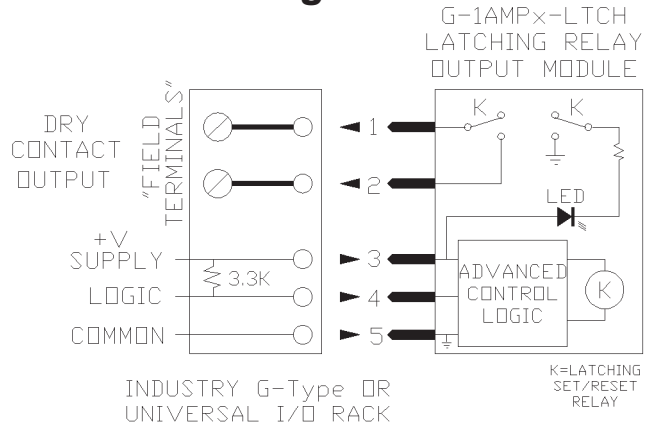 G-1AMPx-LTCH
LATCHING RELAY
OUTPUT MODULE
DRY
CONTACT
OUTPUT
"FIELD
TERMINALS"
1
K
K
2
LED
+V
SUPPLY
3
3.3K
LOGIC
4
ADVANCED
CONTROL
LOGIC
K
COMMON
5
K=LATCHING
SET/RESET
RELAY
INDUSTRY G-Type OR
UNIVERSAL I/O RACK